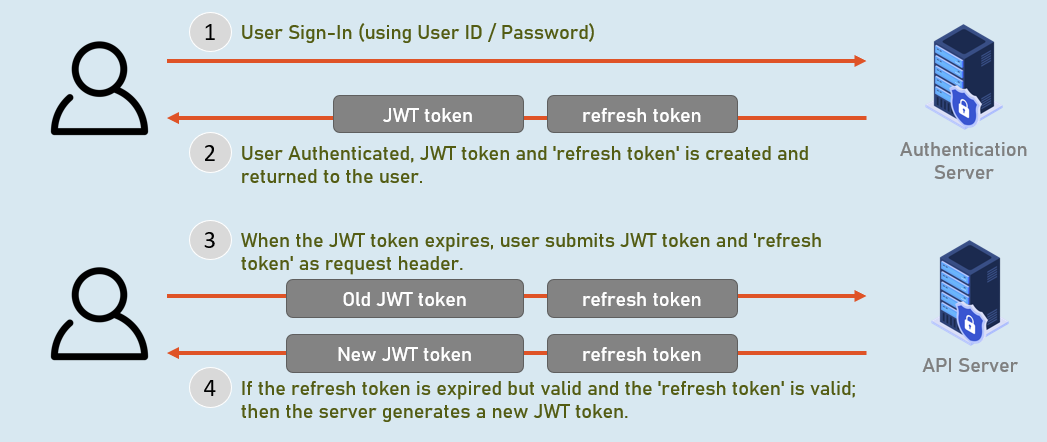 1
User Sign-In (using User ID / Password)
JWT token
refresh token
2
User Authenticated, JWT token and 'refresh token' is created and
returned to the user.
Authentication
Server
3
When the JWT token expires, user submits JWT token and 'refresh
token' as request header.
Old JWT token
refresh token
New JWT token
refresh token
API Server
4
If the refresh token is expired but valid and the 'refresh token' is valid;
then the server generates a new JWT token.